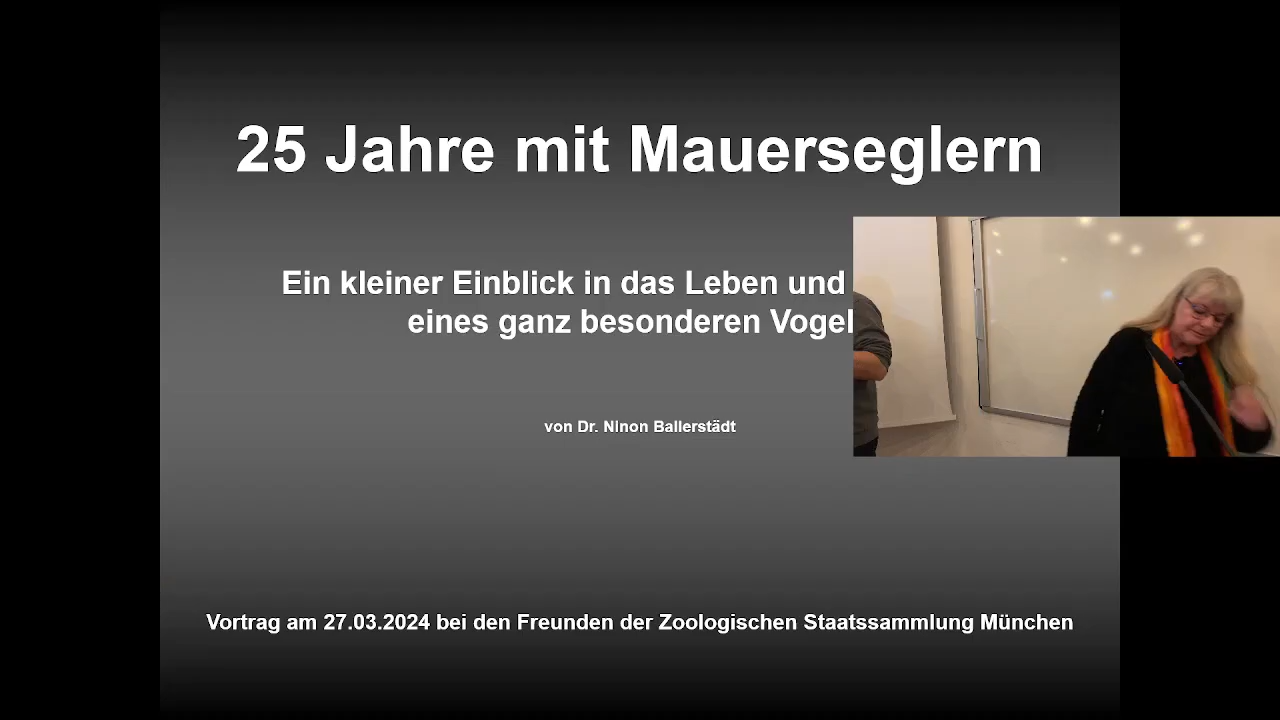 25 Jahre mit Mauerseglern
Ein kleiner Einblick in das Leben und
eines ganz besonderen Vogel
von Dr. Ninon Ballerstädt
Vortrag am 27.03.2024 bei den Freunden der Zoologischen Staatssammlung München